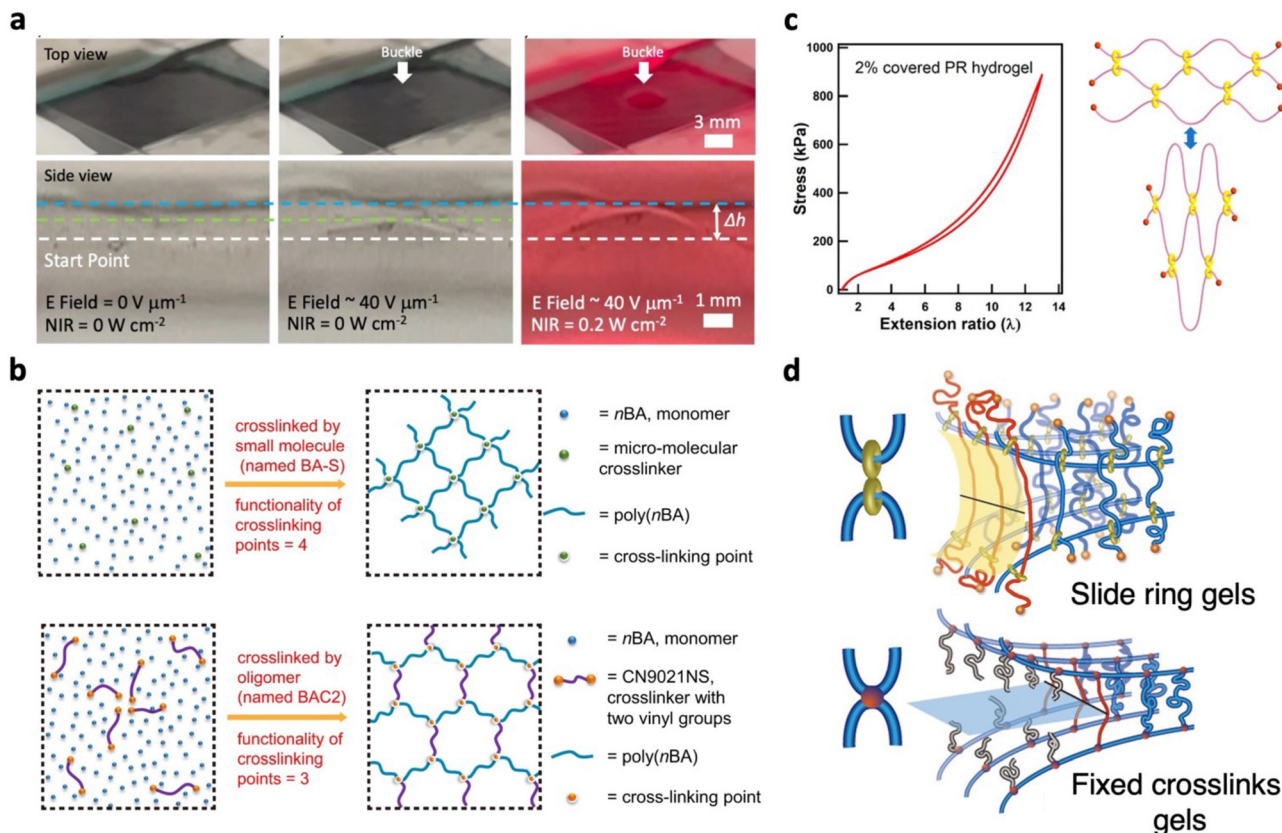 a
Top view
Buckle
Buckle
3 mm
Side view
Δh
Start Point
E Field = 0 V μm⁻¹
NIR = 0 W cm⁻²
E Field ~ 40 V μm⁻¹
NIR = 0 W cm⁻²
E Field ~ 40 V μm⁻¹
NIR = 0.2 W cm⁻²
1 mm
b
crosslinked by
small molecule
(named BA-S)
functionality of
crosslinking
points = 4
= nBA, monomer
= micro-molecular
crosslinker
= poly(nBA)
= cross-linking point
crosslinked by
oligomer
(named BAC2)
functionality of
crosslinking
points = 3
= nBA, monomer
= CN9021NS,
crosslinker with
two vinyl groups
= poly(nBA)
= cross-linking point
c
2% covered PR hydrogel
Stress (kPa)
1000
800
600
400
200
0
2 4 6 8 10 12 14
Extension ratio (λ)
d
Slide ring gels
Fixed crosslinks
gels